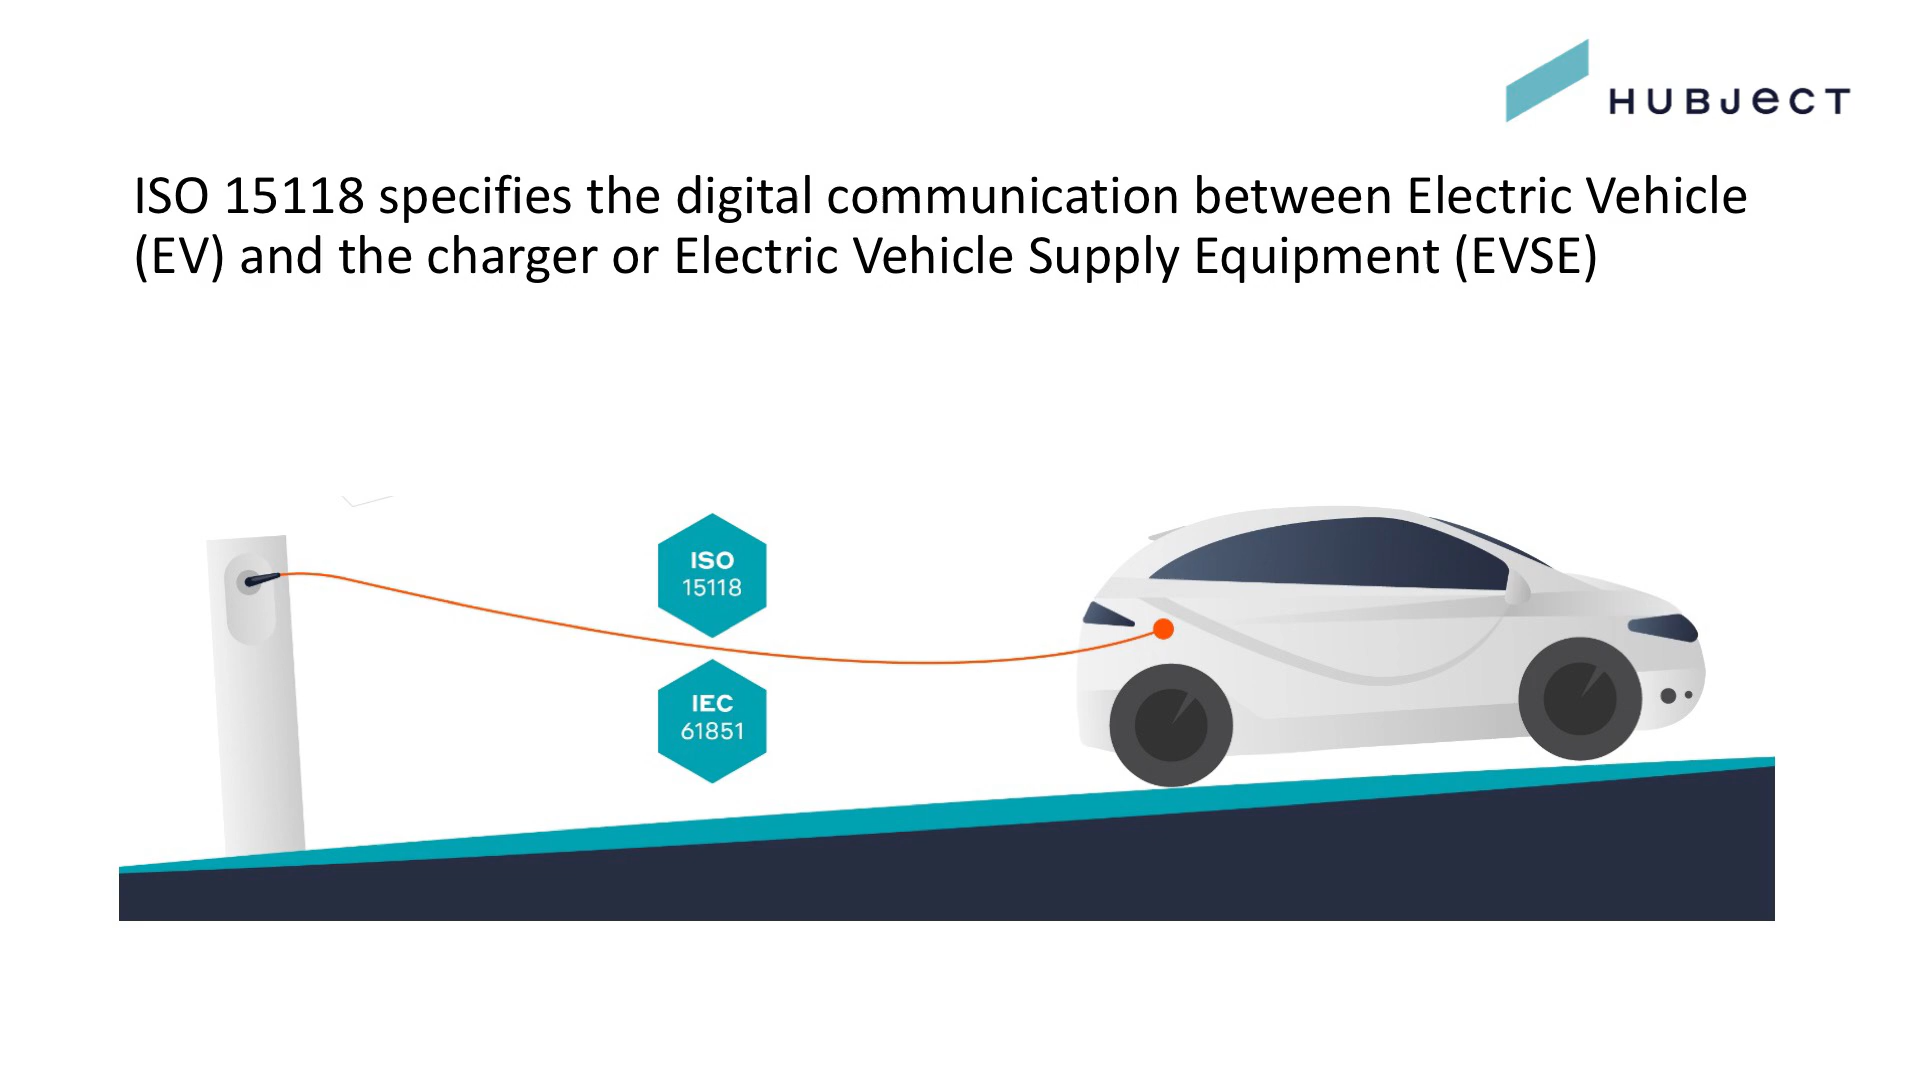 HUBJECT
ISO 15118 specifies the digital communication between Electric Vehicle
(EV) and the charger or Electric Vehicle Supply Equipment (EVSE)
ISO
15118
IEC
61851